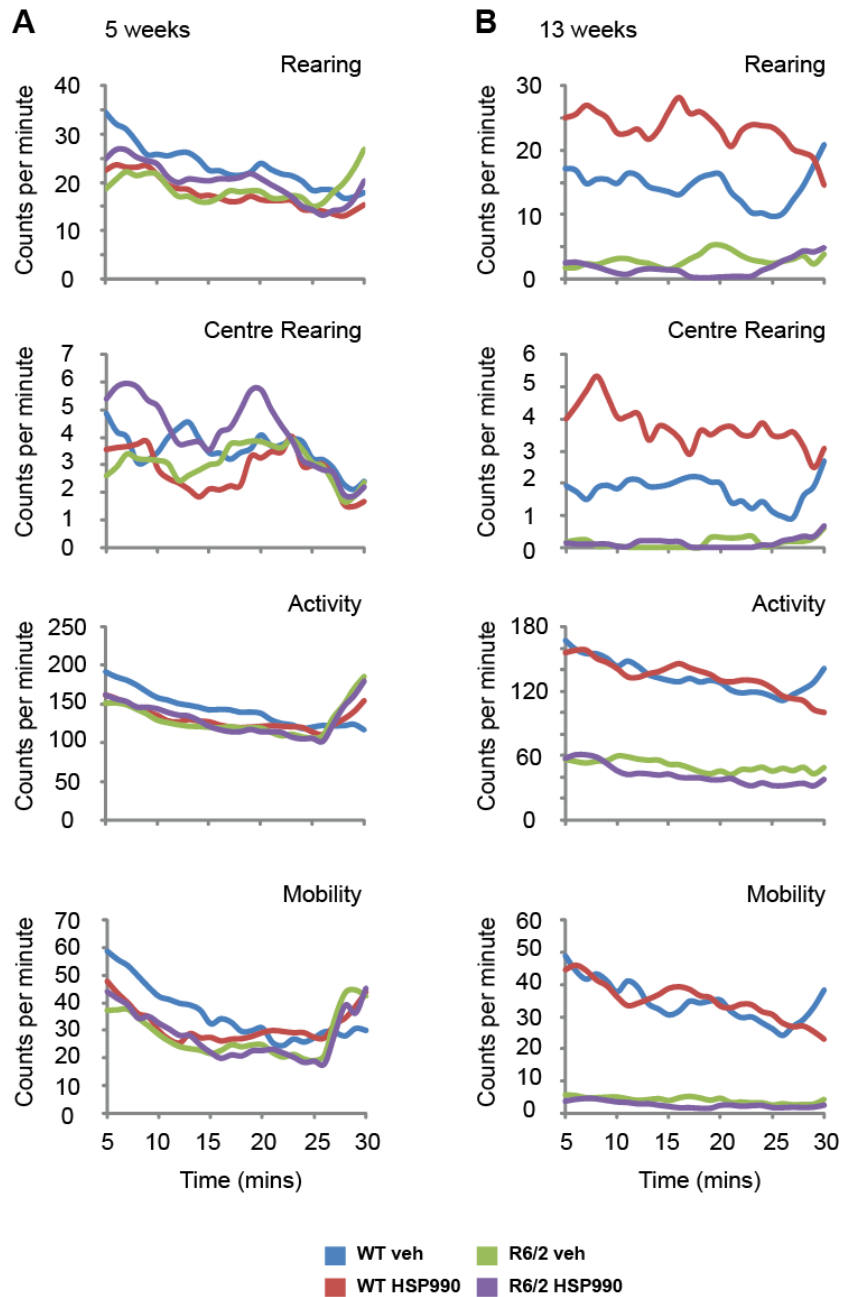 A 5 weeks
Rearing
Counts per minute
40
30
20
10
0
Centre Rearing
Counts per minute
7
6
5
4
3
2
1
0
Activity
Counts per minute
250
200
150
100
50
0
Mobility
Counts per minute
70
60
50
40
30
20
10
0
5 10 15 20 25 30
Time (mins)
B 13 weeks
Rearing
Counts per minute
30
20
10
0
Centre Rearing
Counts per minute
6
5
4
3
2
1
0
Activity
Counts per minute
180
120
60
0
Mobility
Counts per minute
60
50
40
30
20
10
0
5 10 15 20 25 30
Time (mins)
WT veh R6/2 veh
WT HSP990 R6/2 HSP990